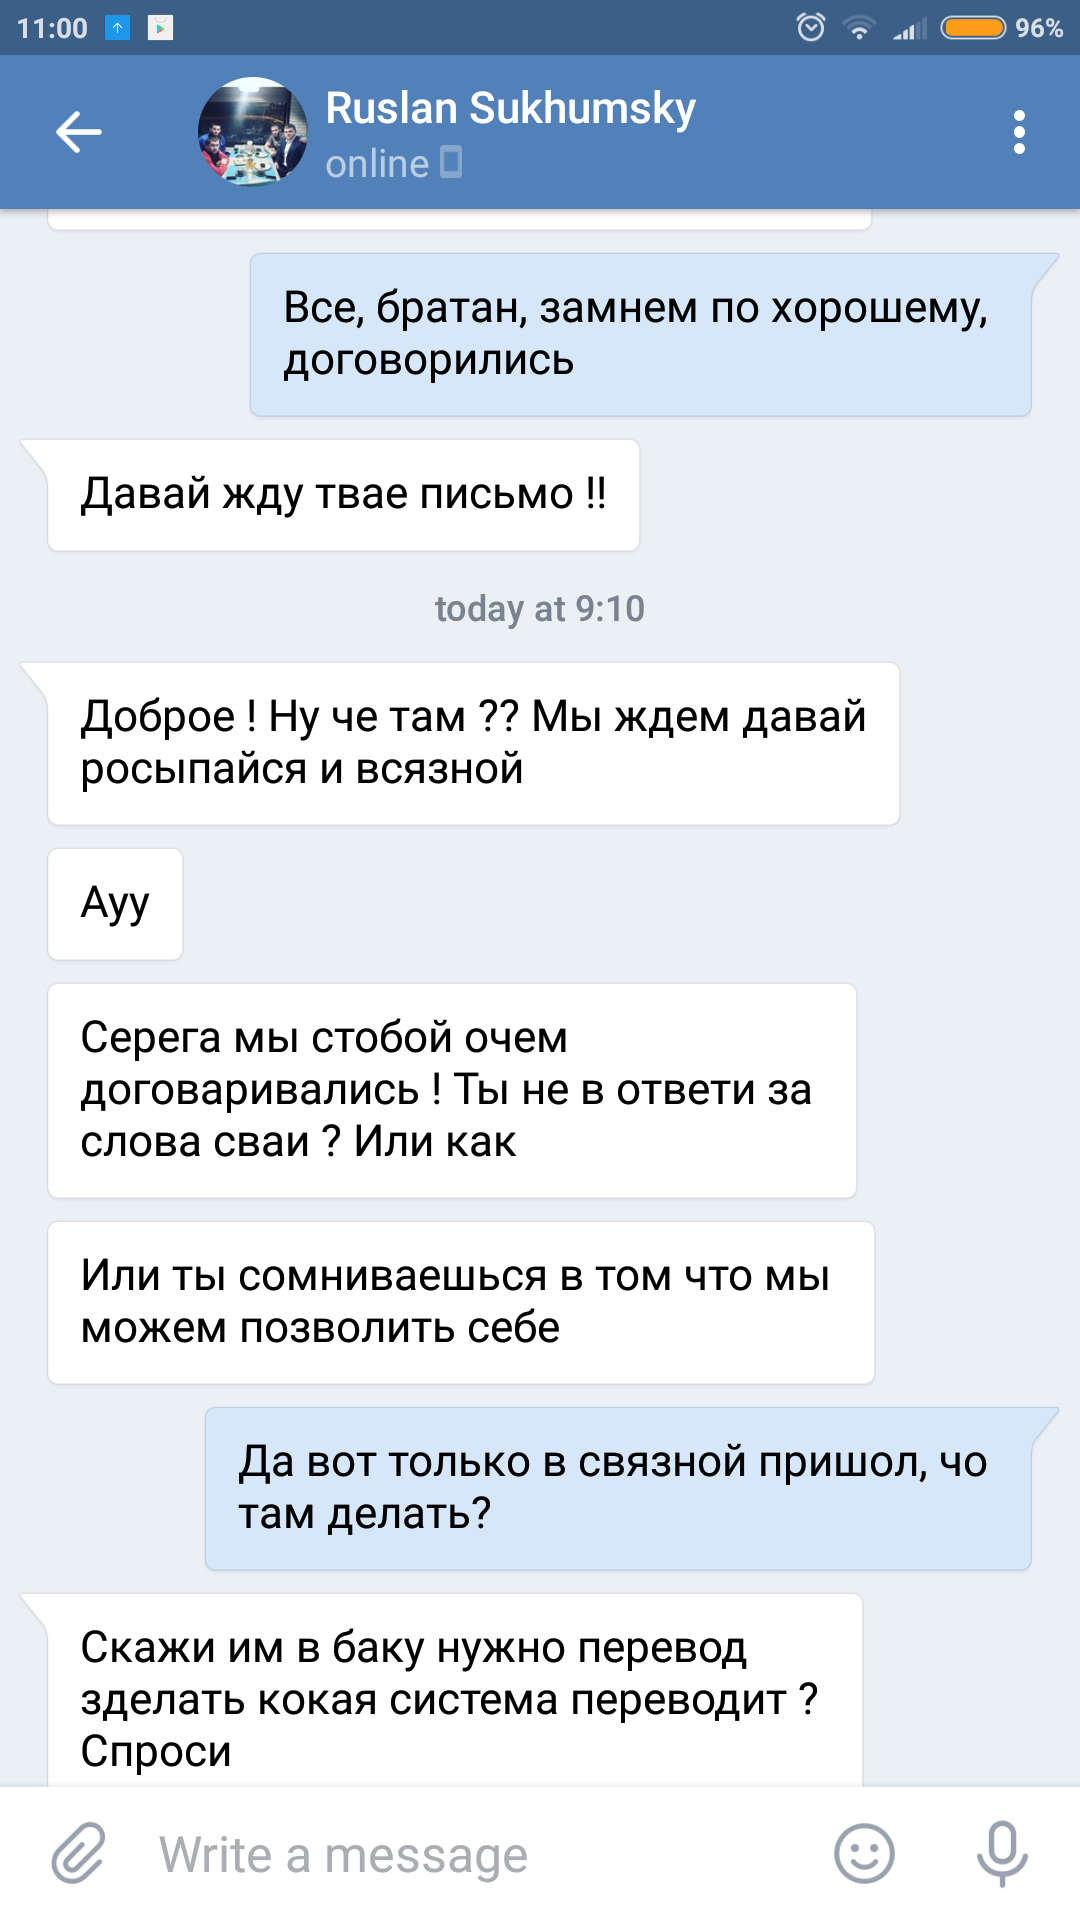 11:00
96%
Ruslan Sukhumsky
online
Все, братан, замнем по хорошему,
договорились
Давай жду твае письмо !!
today at 9:10
Доброе ! Ну че там ?? Мы ждем давай
росыпайся и всязной
Ауу
Серега мы стобой очем
договаривались ! Ты не в ответи за
слова сваи ? Или как
Или ты сомниваешься в том что мы
можем позволить себе
Да вот только в связной пришол, чо
там делать?
Скажи им в баку нужно перевод
зделать кокая система переводит ?
Спроси
Write a message